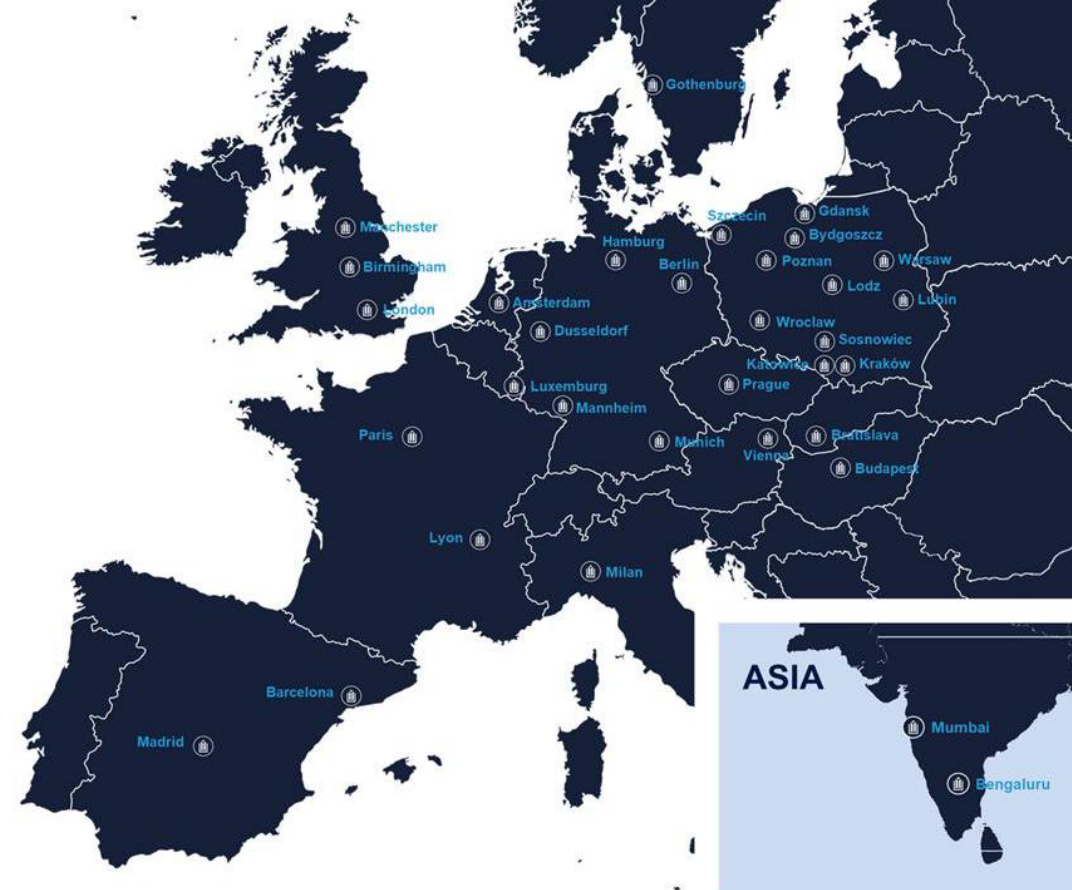 Gothenburg
Szczecin
Gdansk
Manchester
Bydgoszcz
Hamburg
Berlin
Poznan
Warsaw
Birmingham
Lodz
Lubin
Amsterdam
London
Wroclaw
Dusseldorf
Sosnowiec
Katowice
Kraków
Luxemburg
Prague
Mannheim
Paris
Munich
Vienna
Bratislava
Budapest
Lyon
Milan
Barcelona
Madrid
ASIA
Mumbai
Bengaluru